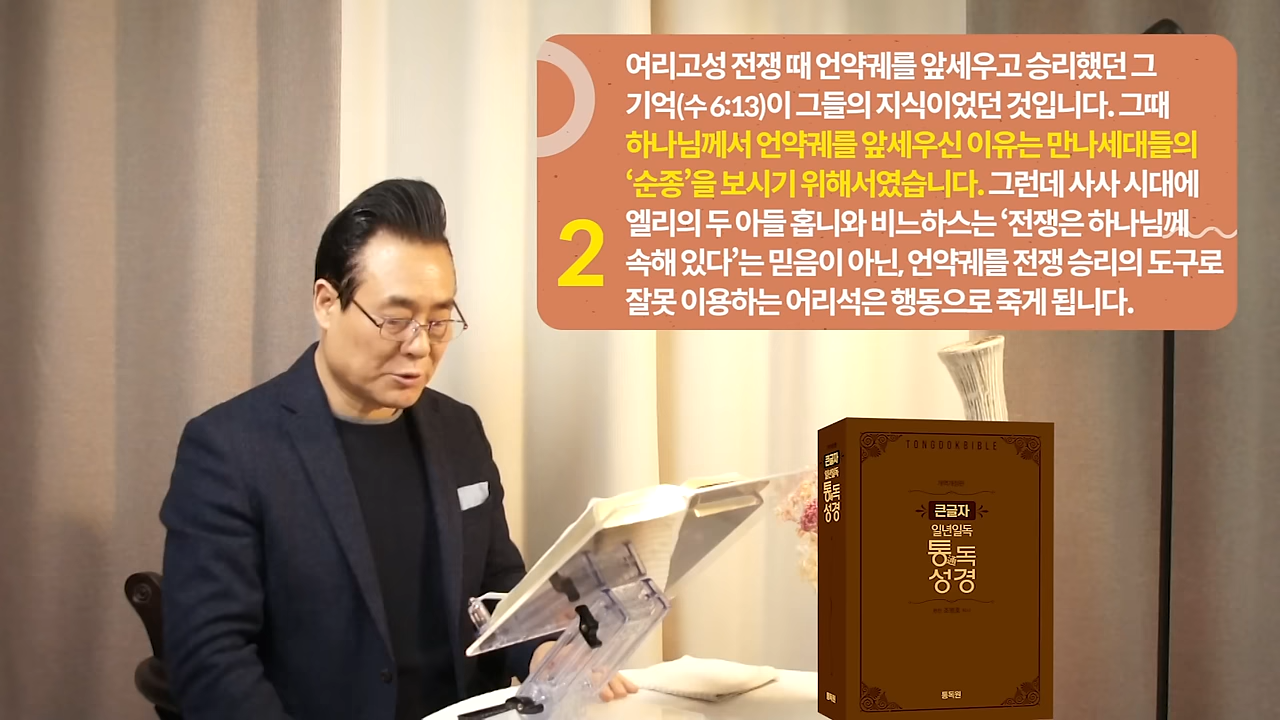 여리고성 전쟁 때 언약궤를 앞세우고 승리했던 그
기억(수 6:13)이 그들의 지식이었던 것입니다. 그때
하나님께서 언약궤를 앞세우신 이유는 만나세대들의
‘순종’을 보시기 위해서였습니다. 그런데 사사 시대에
2
엘리의 두 아들 홉니와 비느하스는 ‘전쟁은 하나님께
속해 있다’는 믿음이 아닌, 언약궤를 전쟁 승리의 도구로
잘못 이용하는 어리석은 행동으로 죽게 됩니다.
큰글자
일년일독
통독
성경
통독원
TONGDOKBIBLE
큰글자
일년일독
통독
성경
통독원